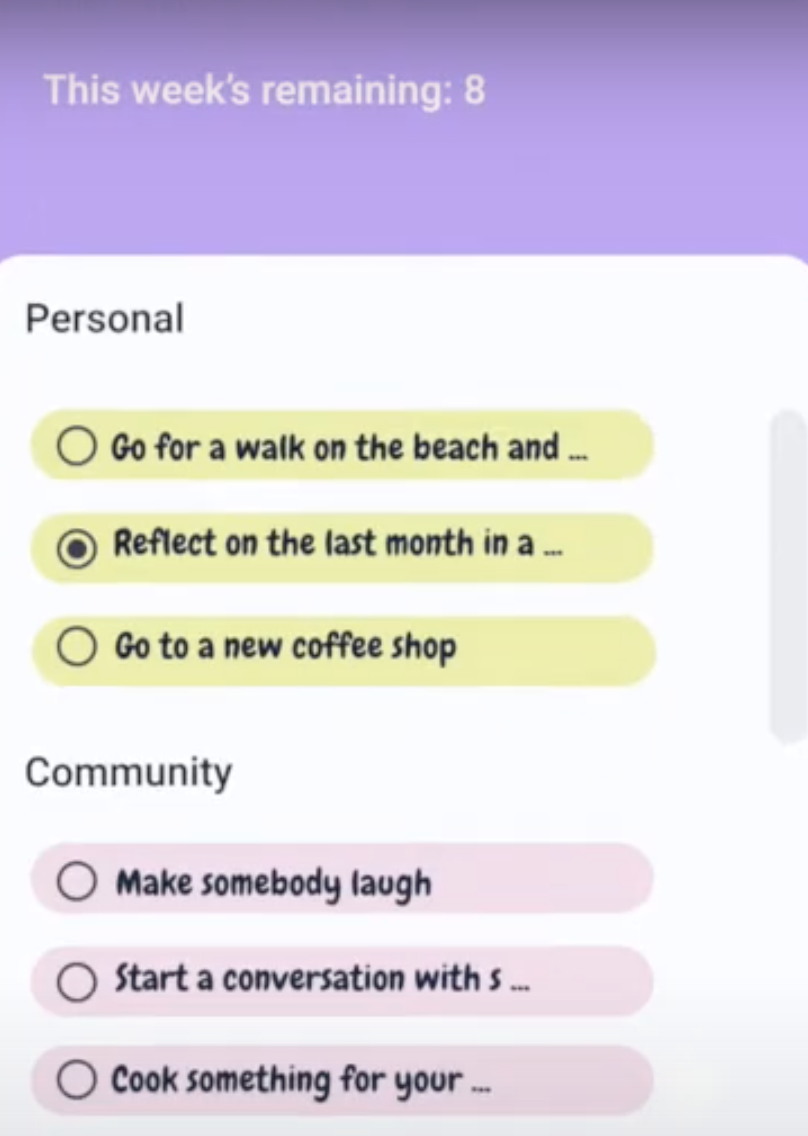 This week's remaining: 8
Personal
Go for a walk on the beach and ...
Reflect on the last month in a ...
Go to a new coffee shop
Community
Make somebody laugh
Start a conversation with s ...
Cook something for your ...